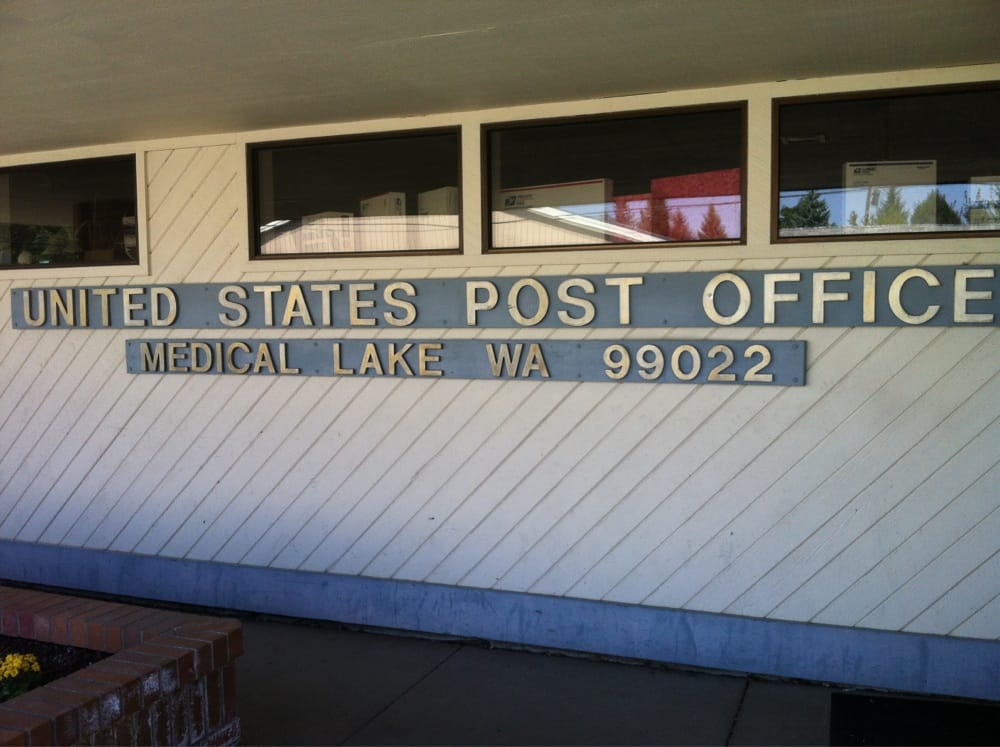 UNITED STATES POST OFFICE
MEDICAL LAKE WA 99022